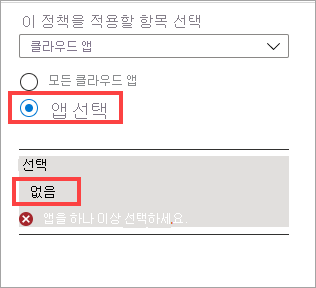 이 정책을 적용할 항목 선택
클라우드 앱
모든 클라우드 앱
앱 선택
선택
없음
앱을 하나 이상 선택하세요.